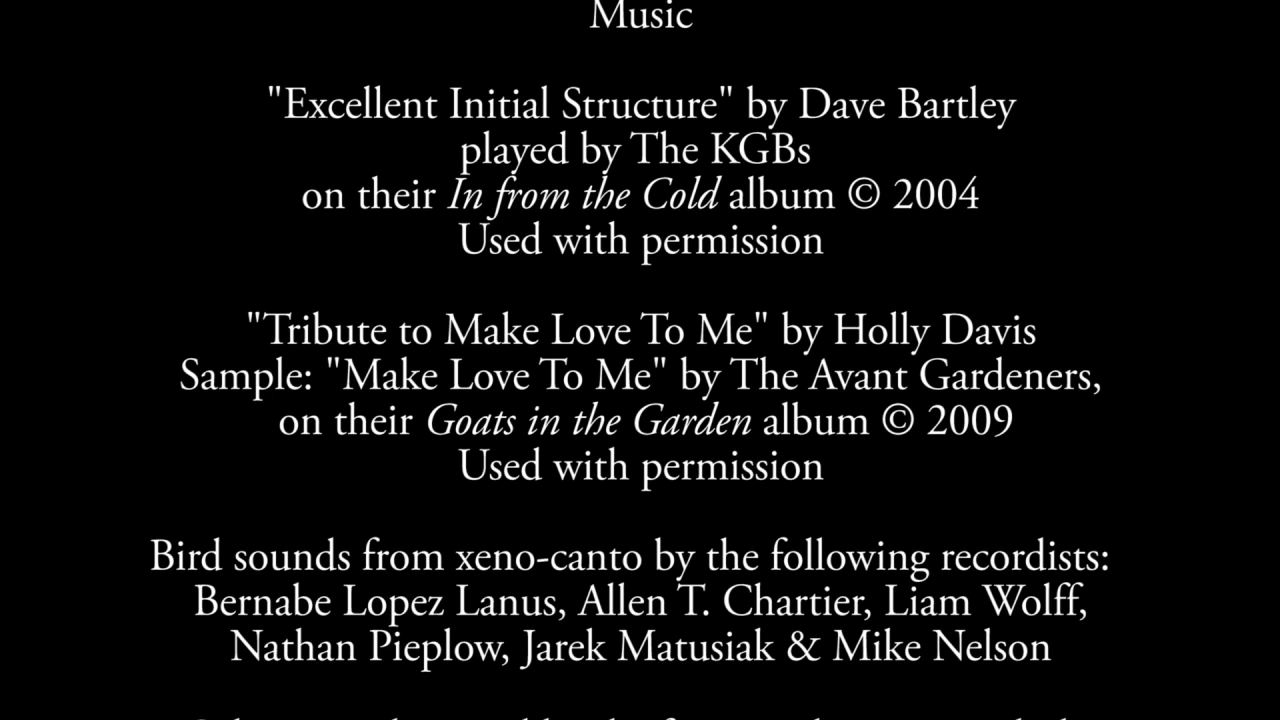 Music
"Excellent Initial Structure" by Dave Bartley
played by The KGBs
on their In from the Cold album © 2004
Used with permission
"Tribute to Make Love To Me" by Holly Davis
Sample: "Make Love To Me" by The Avant Gardeners,
on their Goats in the Garden album © 2009
Used with permission
Bird sounds from xeno-canto by the following recordists:
Bernabe Lopez Lanus, Allen T. Chartier, Liam Wolff,
Nathan Pieplow, Jarek Matusiak & Mike Nelson